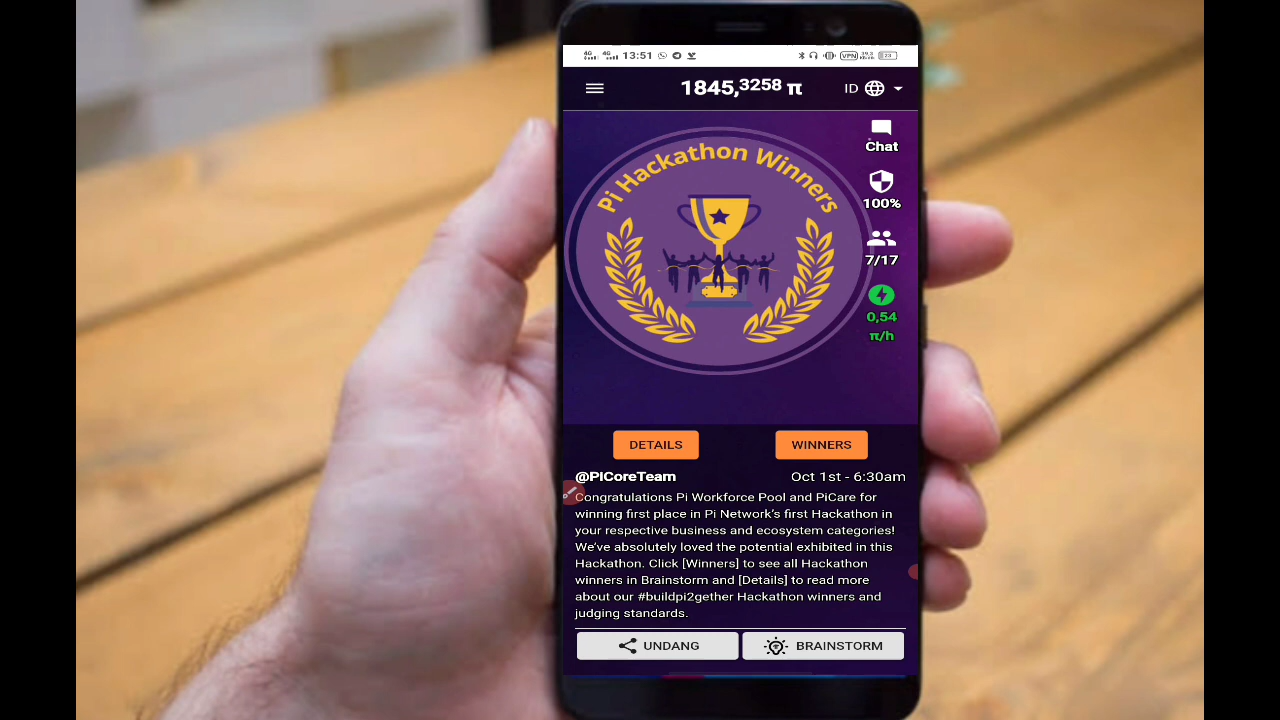 4G 4G 13:51 VPN 23
1845,3258 π ID
Chat
Pi Hackathon Winners
100%
7/17
0,54
π/h
DETAILS WINNERS
@PiCoreTeam Oct 1st - 6:30am
Congratulations Pi Workforce Pool and PiCare for
winning first place in Pi Network's first Hackathon in
your respective business and ecosystem categories!
We've absolutely loved the potential exhibited in this
Hackathon. Click [Winners] to see all Hackathon
winners in Brainstorm and [Details] to read more
about our #buildpi2gether Hackathon winners and
judging standards.
UNDANG BRAINSTORM